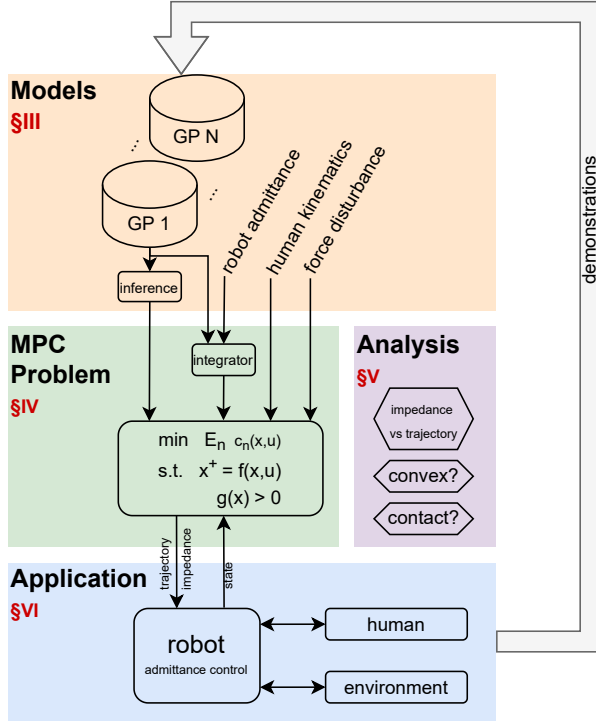 Models
§III
GP N
...
...
GP 1
robot admittance
human kinematics
force disturbance
inference
demonstrations
MPC
Problem
§IV
integrator
min E_n c_n(x,u)
s.t. x^+ = f(x,u)
g(x) > 0
Analysis
§V
impedance
vs trajectory
convex?
contact?
trajectory
impedance
state
Application
§VI
robot
admittance control
human
environment